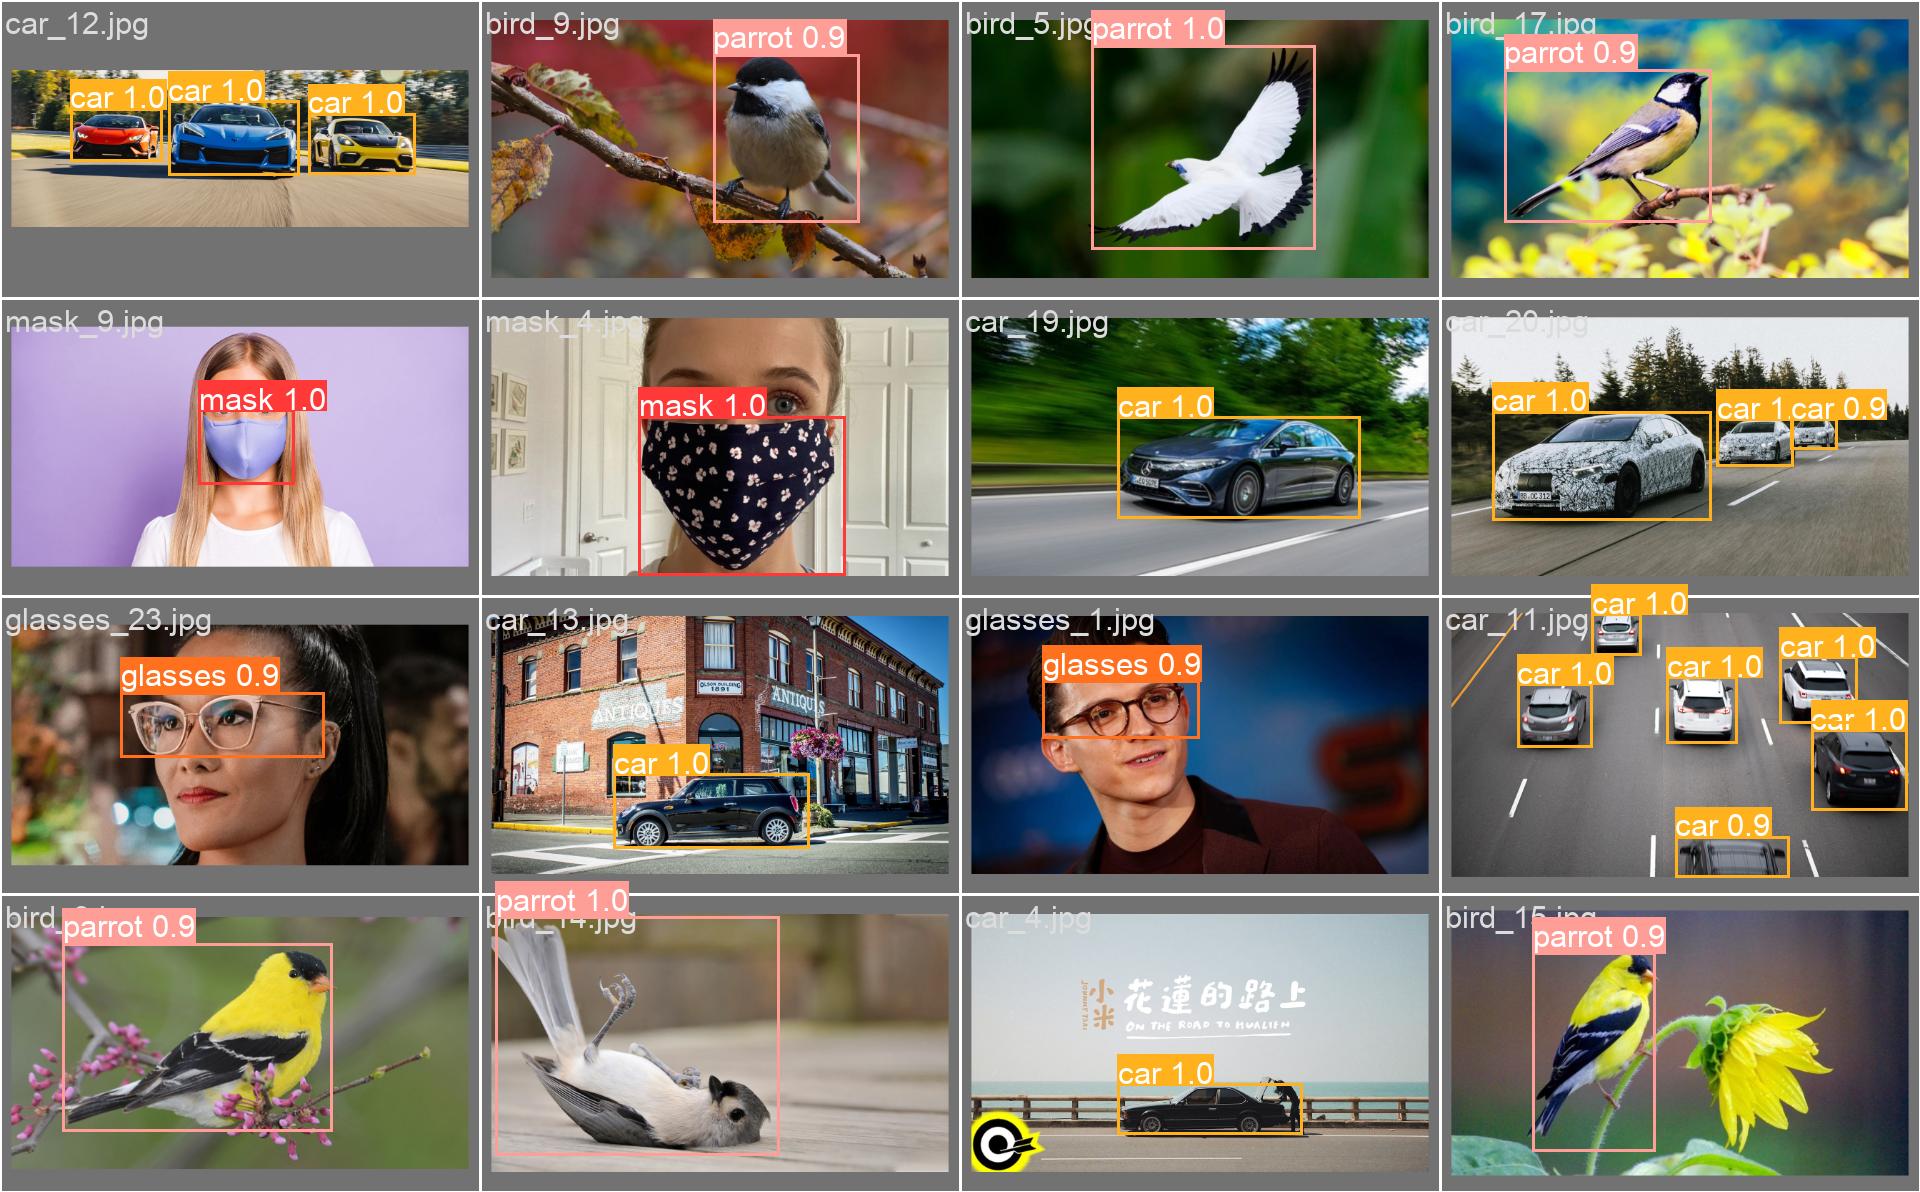 car_12.jpg
car 1.0
car 1.0
car 1.0
bird_9.jpg
parrot 0.9
bird_5.jpg
parrot 1.0
bird_17.jpg
parrot 0.9
mask_9.jpg
mask 1.0
mask_4.jpg
mask 1.0
car_19.jpg
car 1.0
car_20.jpg
car 1.0
car 1.
car 0.9
glasses_23.jpg
glasses 0.9
car_13.jpg
OLSON BUILDING
1891
ANTIQUES
ANTIQUES
car 1.0
glasses_1.jpg
glasses 0.9
car_11.jpg
car 1.0
car 1.0
car 1.0
car 1.0
car 1.0
car 0.9
parrot 0.9
bird_14.jpg
parrot 1.0
car_4.jpg
小米
花蓮的路上
ON THE ROAD TO HUALIEN
car 1.0
bird_15.jpg
parrot 0.9